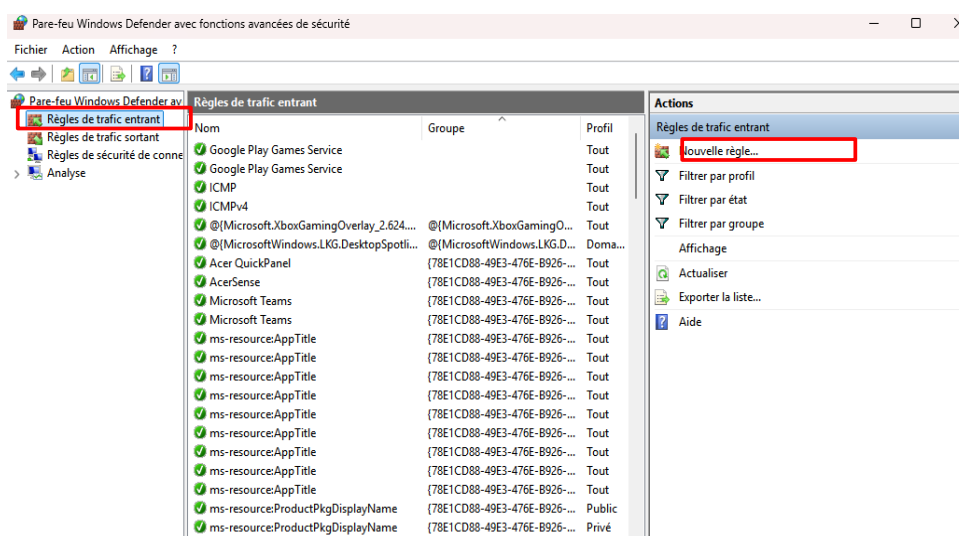 Pare-feu Windows Defender avec fonctions avancées de sécurité
Fichier Action Affichage ?
Pare-feu Windows Defender av
Règles de trafic entrant
Règles de trafic sortant
Règles de sécurité de conne
Analyse
Règles de trafic entrant
Nom Groupe Profil
Google Play Games Service Tout
Google Play Games Service Tout
ICMP Tout
ICMPv4 Tout
@{Microsoft.XboxGamingOverlay_2.624.... @{Microsoft.XboxGamingO... Tout
@{MicrosoftWindows.LKG.DesktopSpotli... @{MicrosoftWindows.LKG.D... Doma...
Acer QuickPanel {78E1CD88-49E3-476E-B926-... Tout
AcerSense {78E1CD88-49E3-476E-B926-... Tout
Microsoft Teams {78E1CD88-49E3-476E-B926-... Tout
Microsoft Teams {78E1CD88-49E3-476E-B926-... Tout
ms-resource:AppTitle {78E1CD88-49E3-476E-B926-... Tout
ms-resource:AppTitle {78E1CD88-49E3-476E-B926-... Tout
ms-resource:AppTitle {78E1CD88-49E3-476E-B926-... Tout
ms-resource:AppTitle {78E1CD88-49E3-476E-B926-... Tout
ms-resource:AppTitle {78E1CD88-49E3-476E-B926-... Tout
ms-resource:AppTitle {78E1CD88-49E3-476E-B926-... Tout
ms-resource:AppTitle {78E1CD88-49E3-476E-B926-... Tout
ms-resource:AppTitle {78E1CD88-49E3-476E-B926-... Tout
ms-resource:AppTitle {78E1CD88-49E3-476E-B926-... Tout
ms-resource:ProductPkgDisplayName {78E1CD88-49E3-476E-B926-... Public
ms-resource:ProductPkgDisplayName {78E1CD88-49E3-476E-B926-... Privé
Actions
Règles de trafic entrant
Nouvelle règle...
Filtrer par profil
Filtrer par état
Filtrer par groupe
Affichage
Actualiser
Exporter la liste...
Aide